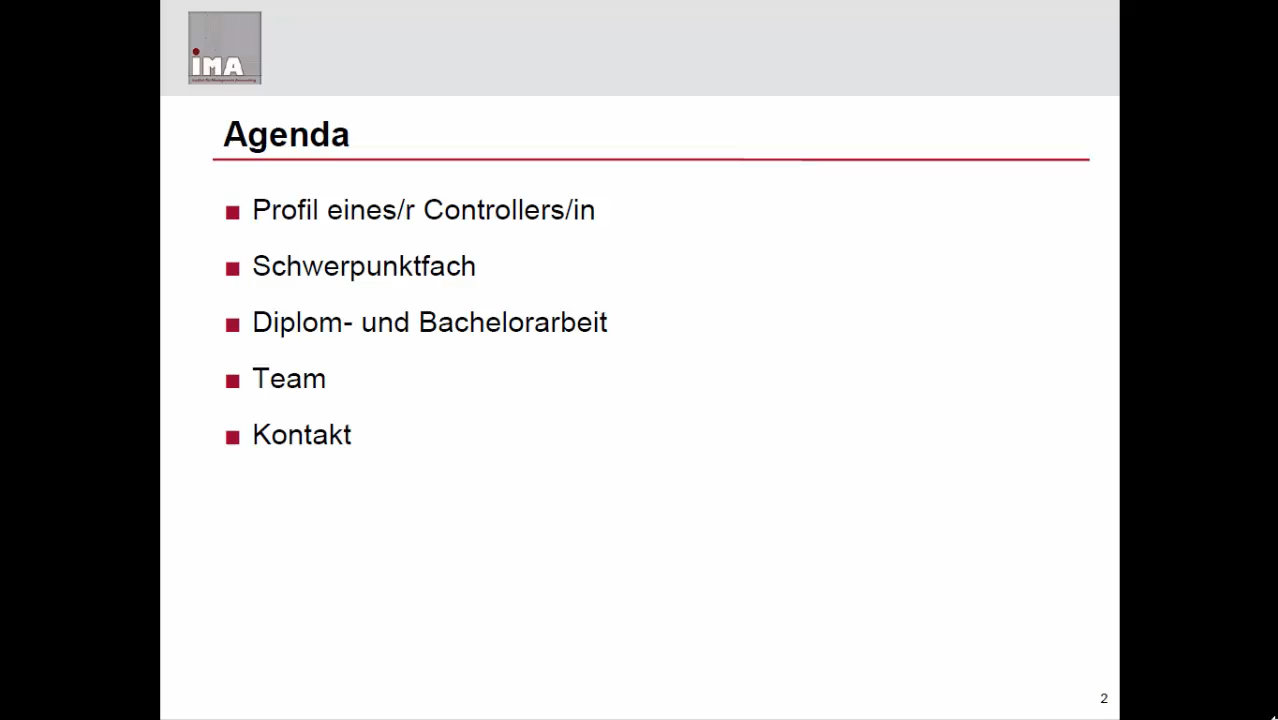 iMA
Agenda
Profil eines/r Controllers/in
Schwerpunktfach
Diplom- und Bachelorarbeit
Team
Kontakt
2